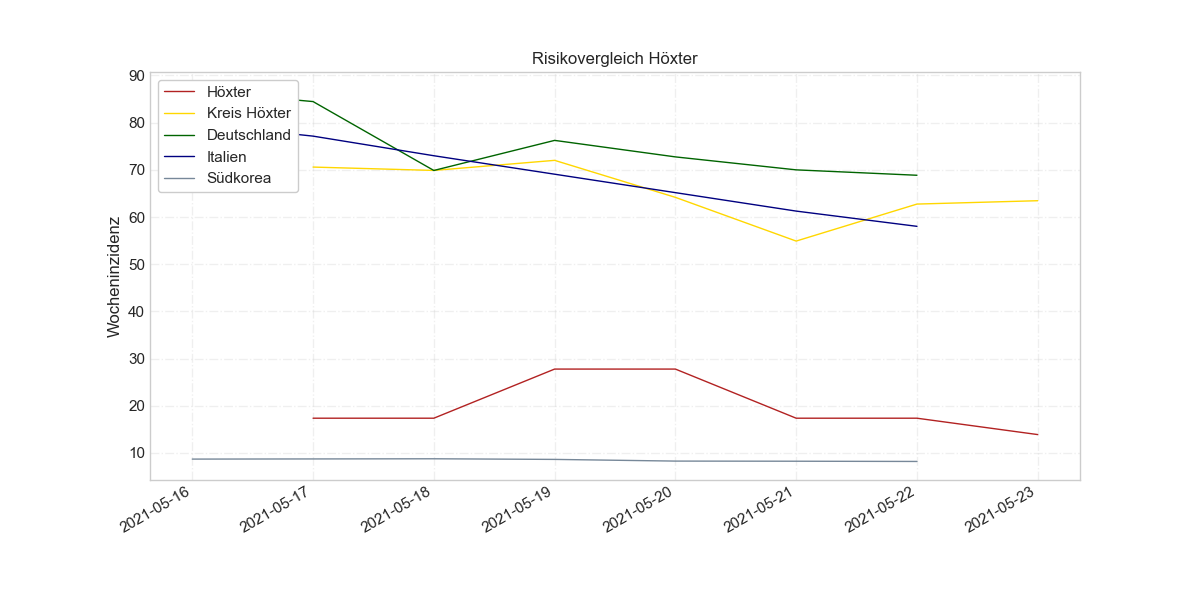 Risikovergleich Höxter
Wocheninzidenz
90
80
70
60
50
40
30
20
10
Höxter
Kreis Höxter
Deutschland
Italien
Südkorea
2021-05-16
2021-05-17
2021-05-18
2021-05-19
2021-05-20
2021-05-21
2021-05-22
2021-05-23